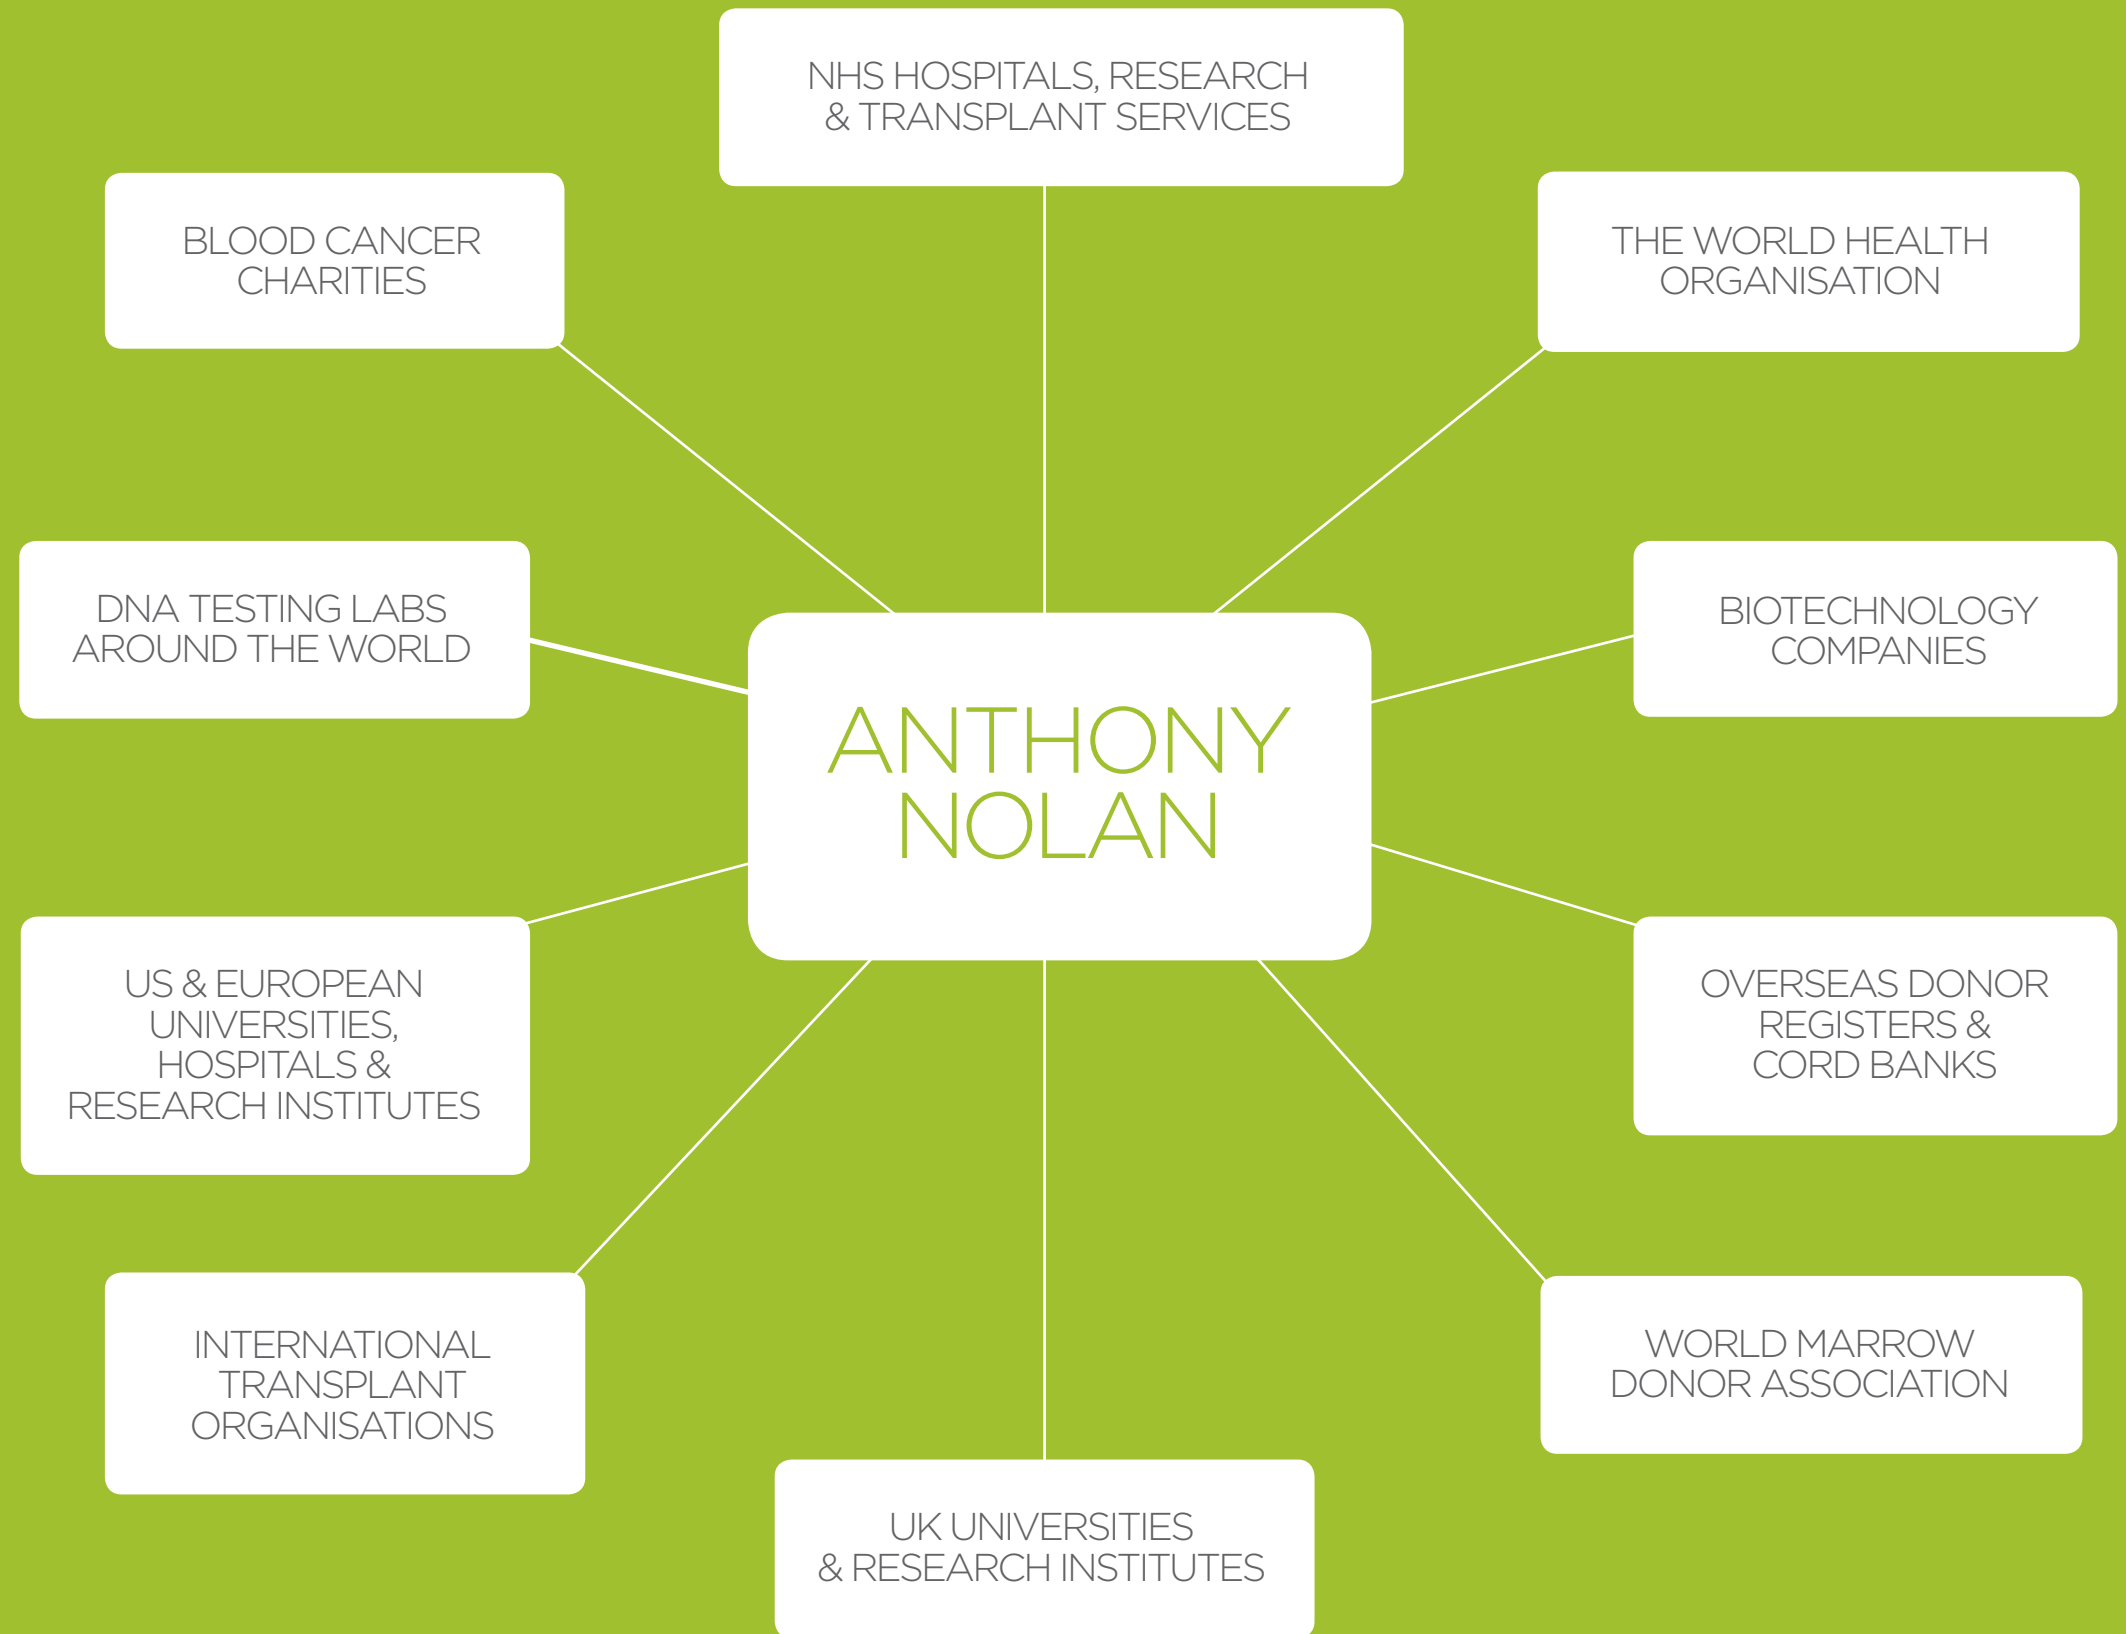 NHS HOSPITALS, RESEARCH
& TRANSPLANT SERVICES
BLOOD CANCER
CHARITIES
THE WORLD HEALTH
ORGANISATION
DNA TESTING LABS
AROUND THE WORLD
BIOTECHNOLOGY
COMPANIES
ANTHONY
NOLAN
US & EUROPEAN
UNIVERSITIES,
HOSPITALS &
RESEARCH INSTITUTES
OVERSEAS DONOR
REGISTERS &
CORD BANKS
INTERNATIONAL
TRANSPLANT
ORGANISATIONS
WORLD MARROW
DONOR ASSOCIATION
UK UNIVERSITIES
& RESEARCH INSTITUTES